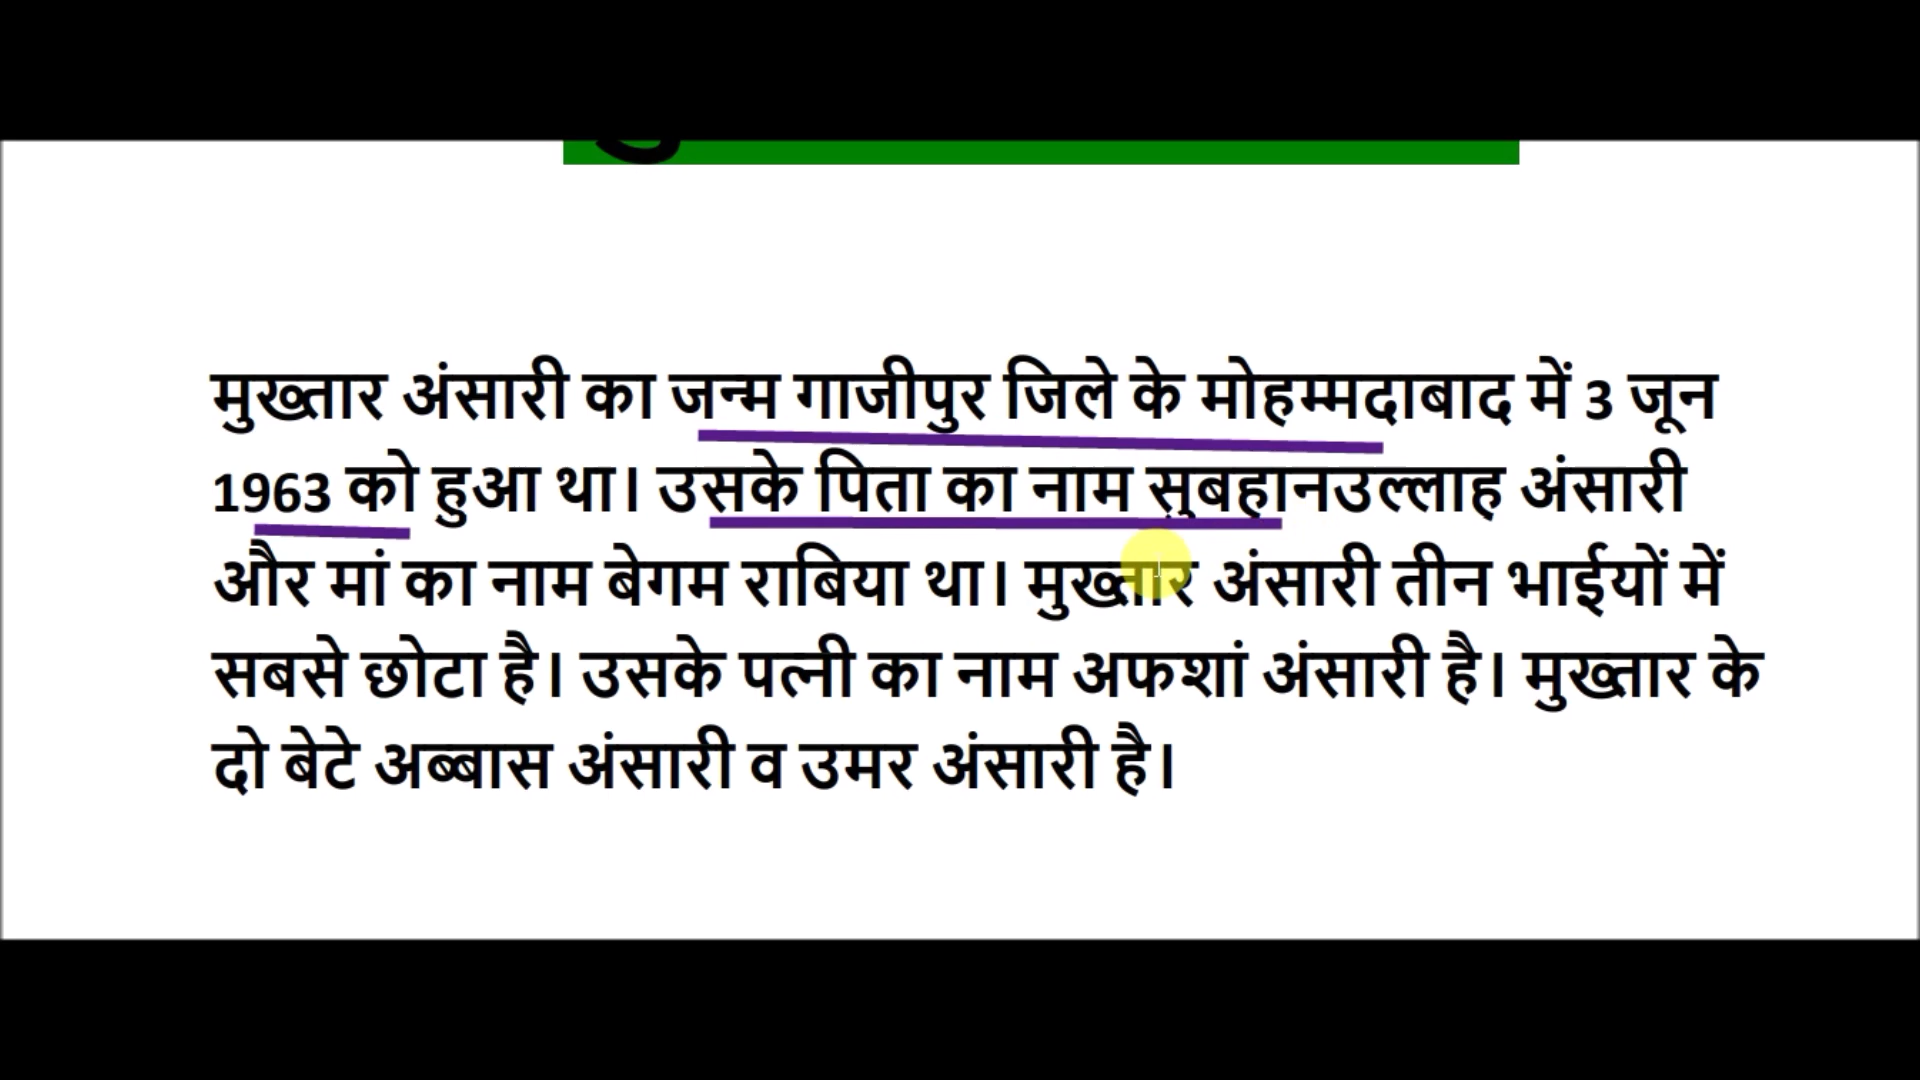 मुख्तार अंसारी का जन्म गाजीपुर जिले के मोहम्मदाबाद में 3 जून
1963 को हुआ था। उसके पिता का नाम सुबहानउल्लाह अंसारी
और मां का नाम बेगम राबिया था। मुख्तार अंसारी तीन भाईयों में
सबसे छोटा है। उसके पत्नी का नाम अफशां अंसारी है। मुख्तार के
दो बेटे अब्बास अंसारी व उमर अंसारी है।